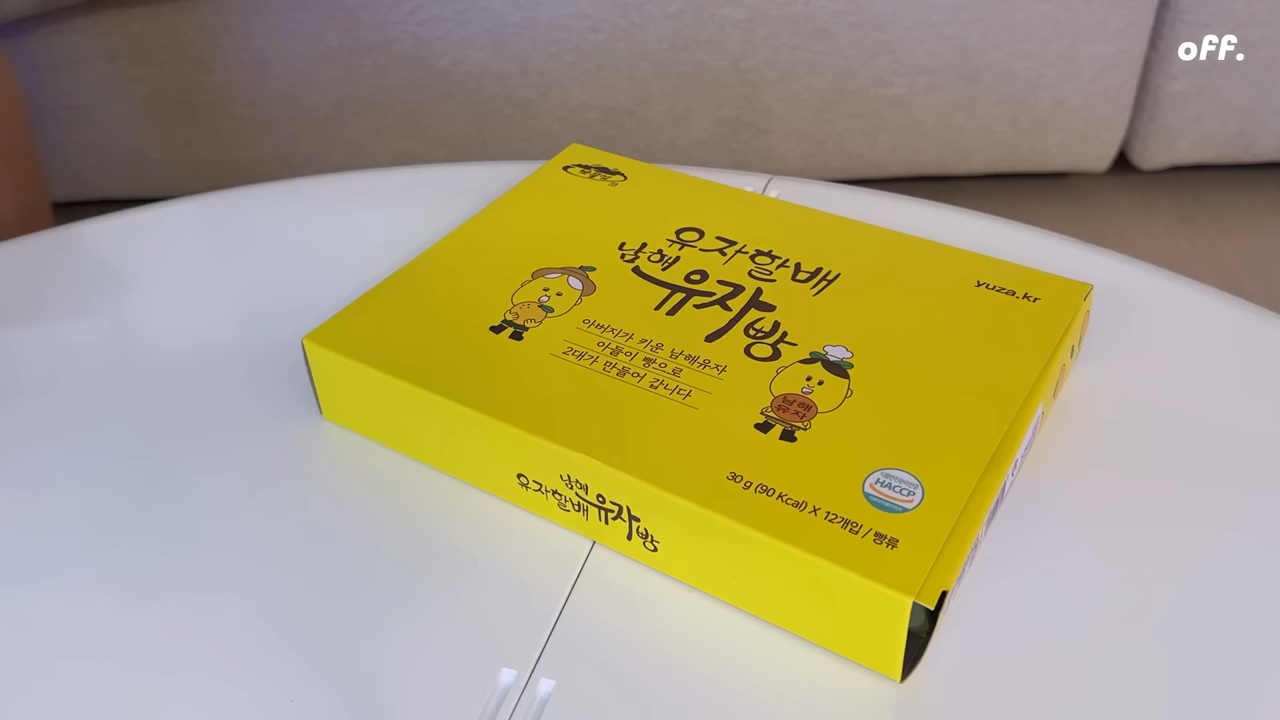 off.
유자할배
남해 유자빵
yuza.kr
아버지가 키운 남해유자
아들이 빵으로
2대가 만들어 갑니다
남해
유자
HACCP
30 g (90 Kcal) X 12개입 / 빵류
남해
유자할배 유자빵